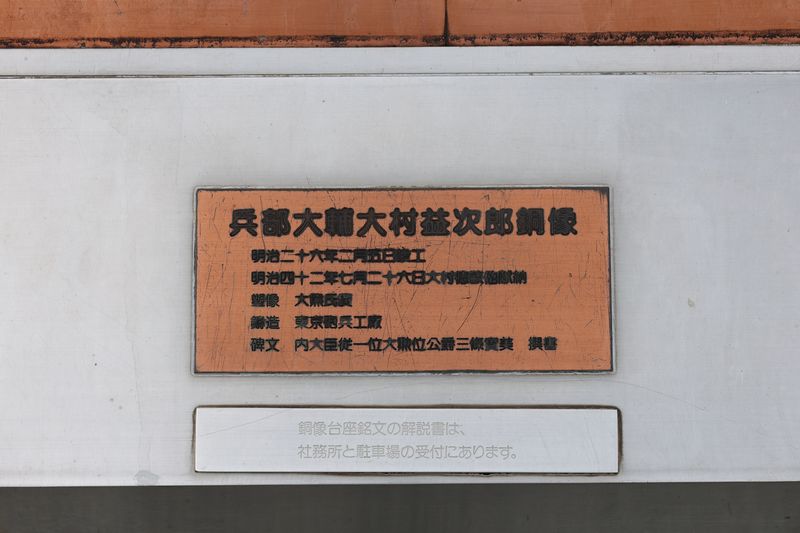 兵部大輔大村益次郎銅像
明治二十六年二月五日竣工
明治四十二年七月二十六日大村徳敏他献納
塑像 大熊氏廣
鋳造 東京砲兵工廠
碑文 内大臣従一位大勲位公爵三條實美 撰書
銅像台座銘文の解説書は、
社務所と駐車場の受付にあります。